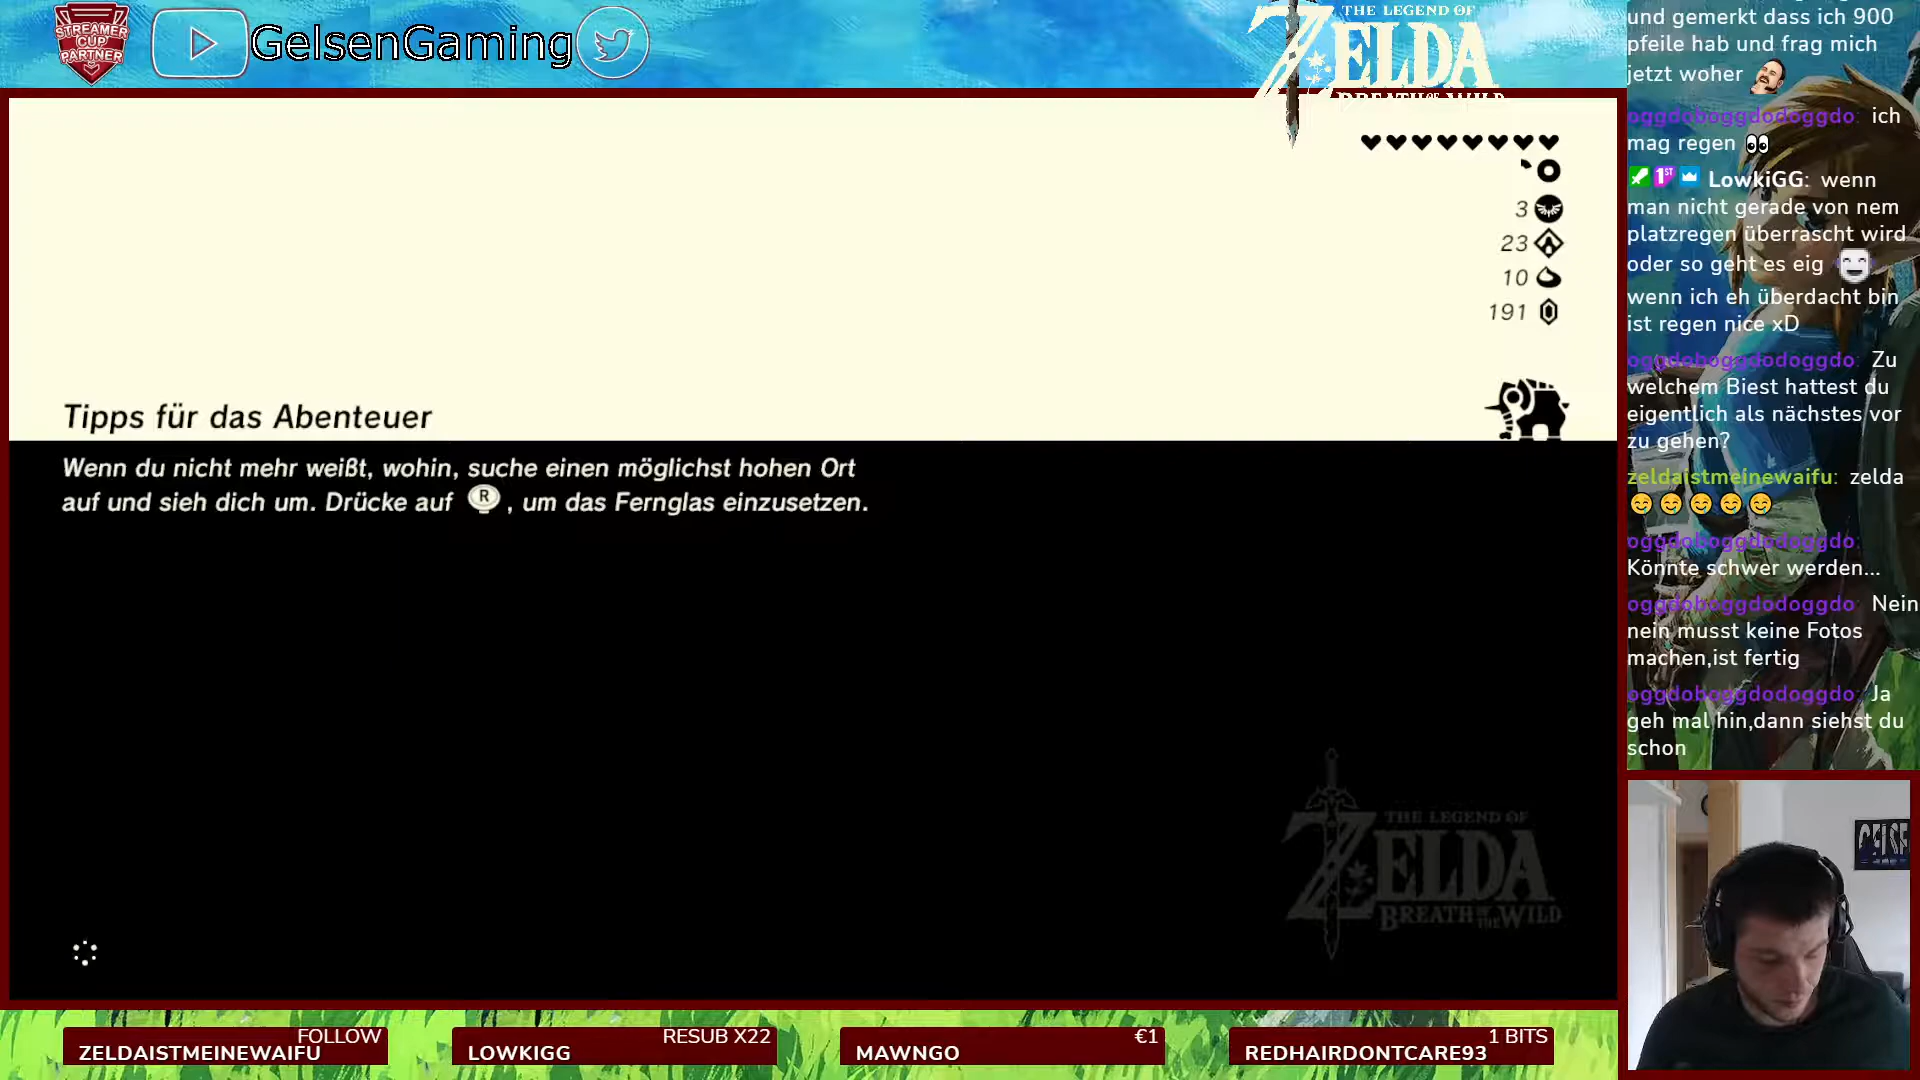 STREAMER
CUP
PARTNER
GelsenGaming
THE LEGEND OF
ZELDA
3
23
10
191
Tipps für das Abenteuer
Wenn du nicht mehr weißt, wohin, suche einen möglichst hohen Ort
auf und sieh dich um. Drücke auf R, um das Fernglas einzusetzen.
THE LEGEND OF
ZELDA
BREATH OF THE WILD
und gemerkt dass ich 900
pfeile hab und frag mich
jetzt woher
oggdoboggdodoggdo: ich
mag regen
1ST LowkiGG: wenn
man nicht gerade von nem
platzregen überrascht wird
oder so geht es eig
wenn ich eh überdacht bin
ist regen nice xD
oggdoboggdodoggdo: Zu
welchem Biest hattest du
eigentlich als nächstes vor
zu gehen?
zeldaistmeinewaifu: zelda
oggdoboggdodoggdo:
Könnte schwer werden...
oggdoboggdodoggdo: Nein
nein musst keine Fotos
machen,ist fertig
oggdoboggdodoggdo: Ja
geh mal hin,dann siehst du
schon
FOLLOW
ZELDAISTMEINEWAIFU
RESUB X22
LOWKIGG
€1
MAWNGO
1 BITS
REDHAIRDONTCARE93